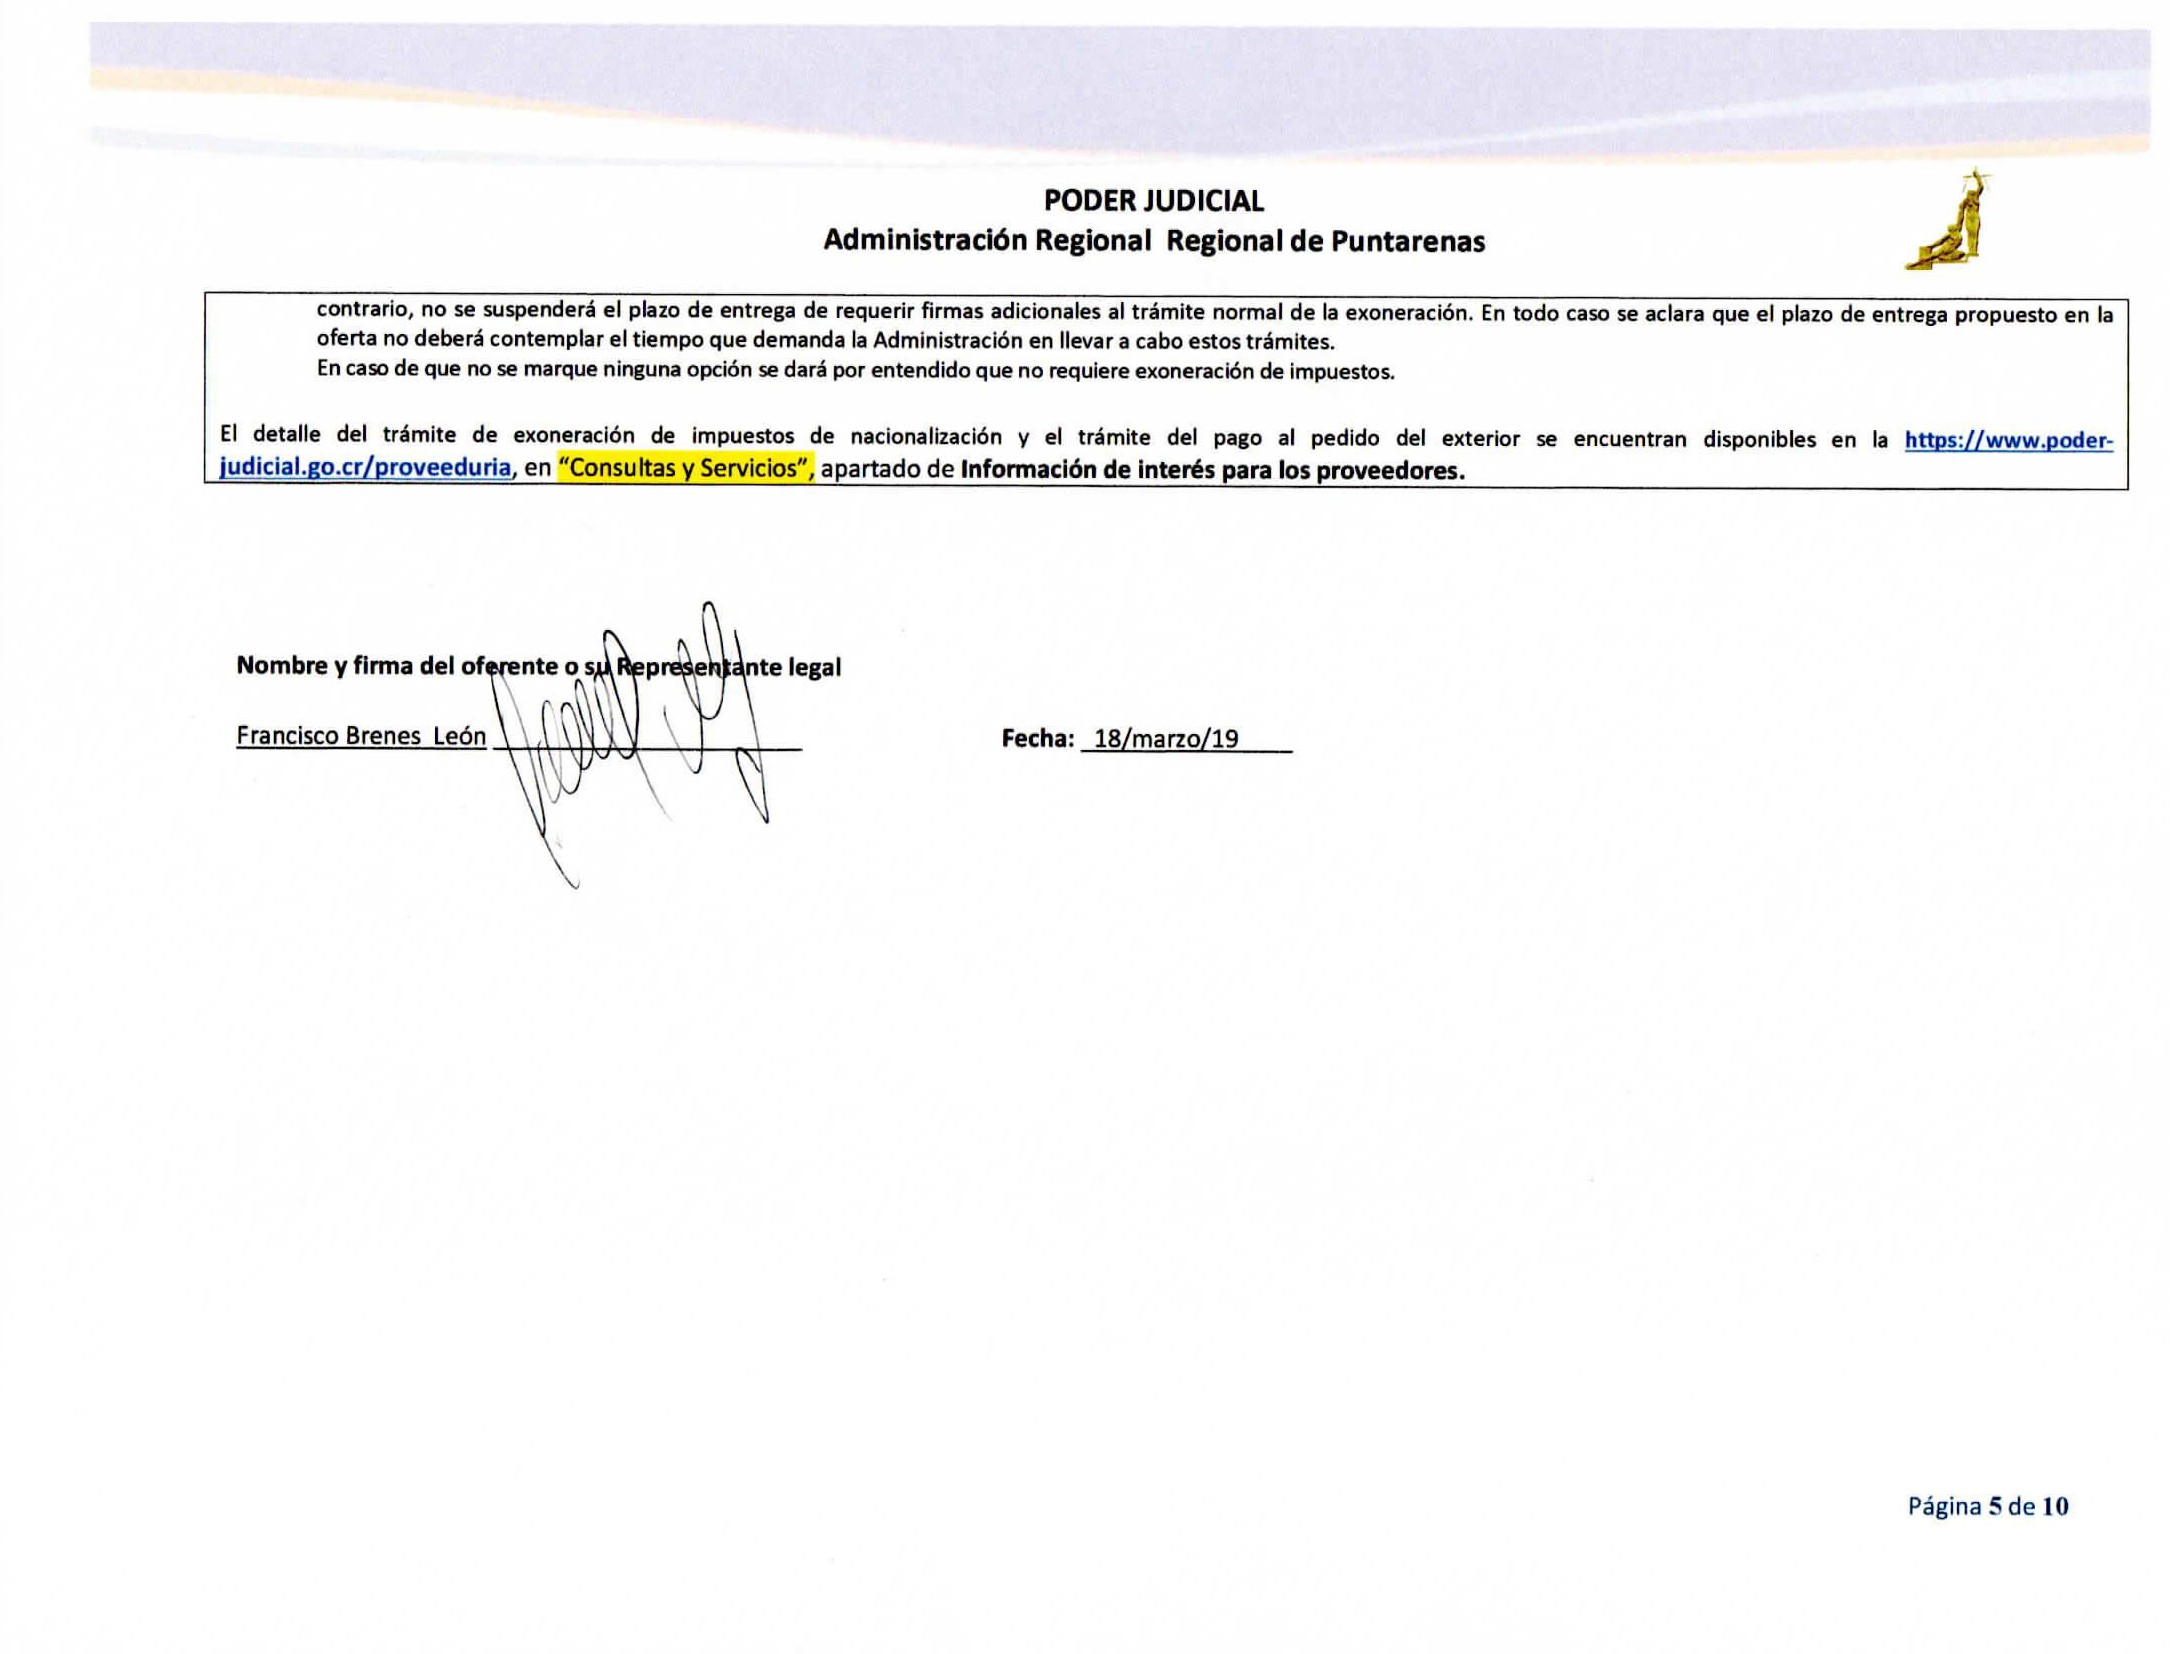 PODER JUDICIAL
Administración Regional Regional de Puntarenas
contrario, no se suspenderá el plazo de entrega de requerir firmas adicionales al trámite normal de la exoneración. En todo caso se aclara que el plazo de entrega propuesto en la
oferta no deberá contemplar el tiempo que demanda la Administración en llevar a cabo estos trámites.
En caso de que no se marque ninguna opción se dará por entendido que no requiere exoneración de impuestos.
El detalle del trámite de exoneración de impuestos de nacionalización y el trámite del pago al pedido del exterior se encuentran disponibles en la https://www.poder-
judicial.go.cr/proveeduria, en “Consultas y Servicios”, apartado de Información de interés para los proveedores.
Nombre y firma del oferente o su Representante legal
Francisco Brenes León Fecha: 18/marzo/19
Página 5 de 10